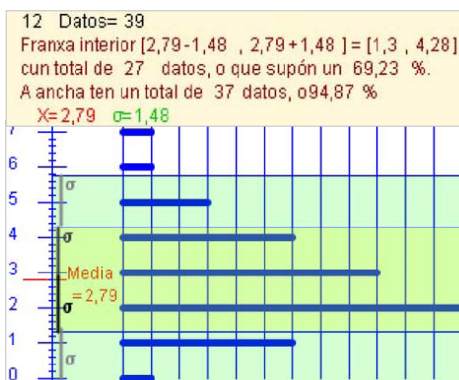 12 Datos= 39
Franxa interior [2,79-1,48 , 2,79+1,48 ] = [1,3 , 4,28]
cun total de 27 datos, o que supón un 69,23 %.
A ancha ten un total de 37 datos, o94,87 %
X=2,79 σ=1,48
7
6
σ
5
4 σ
3 Media
=2,79
2 σ
1
σ
0